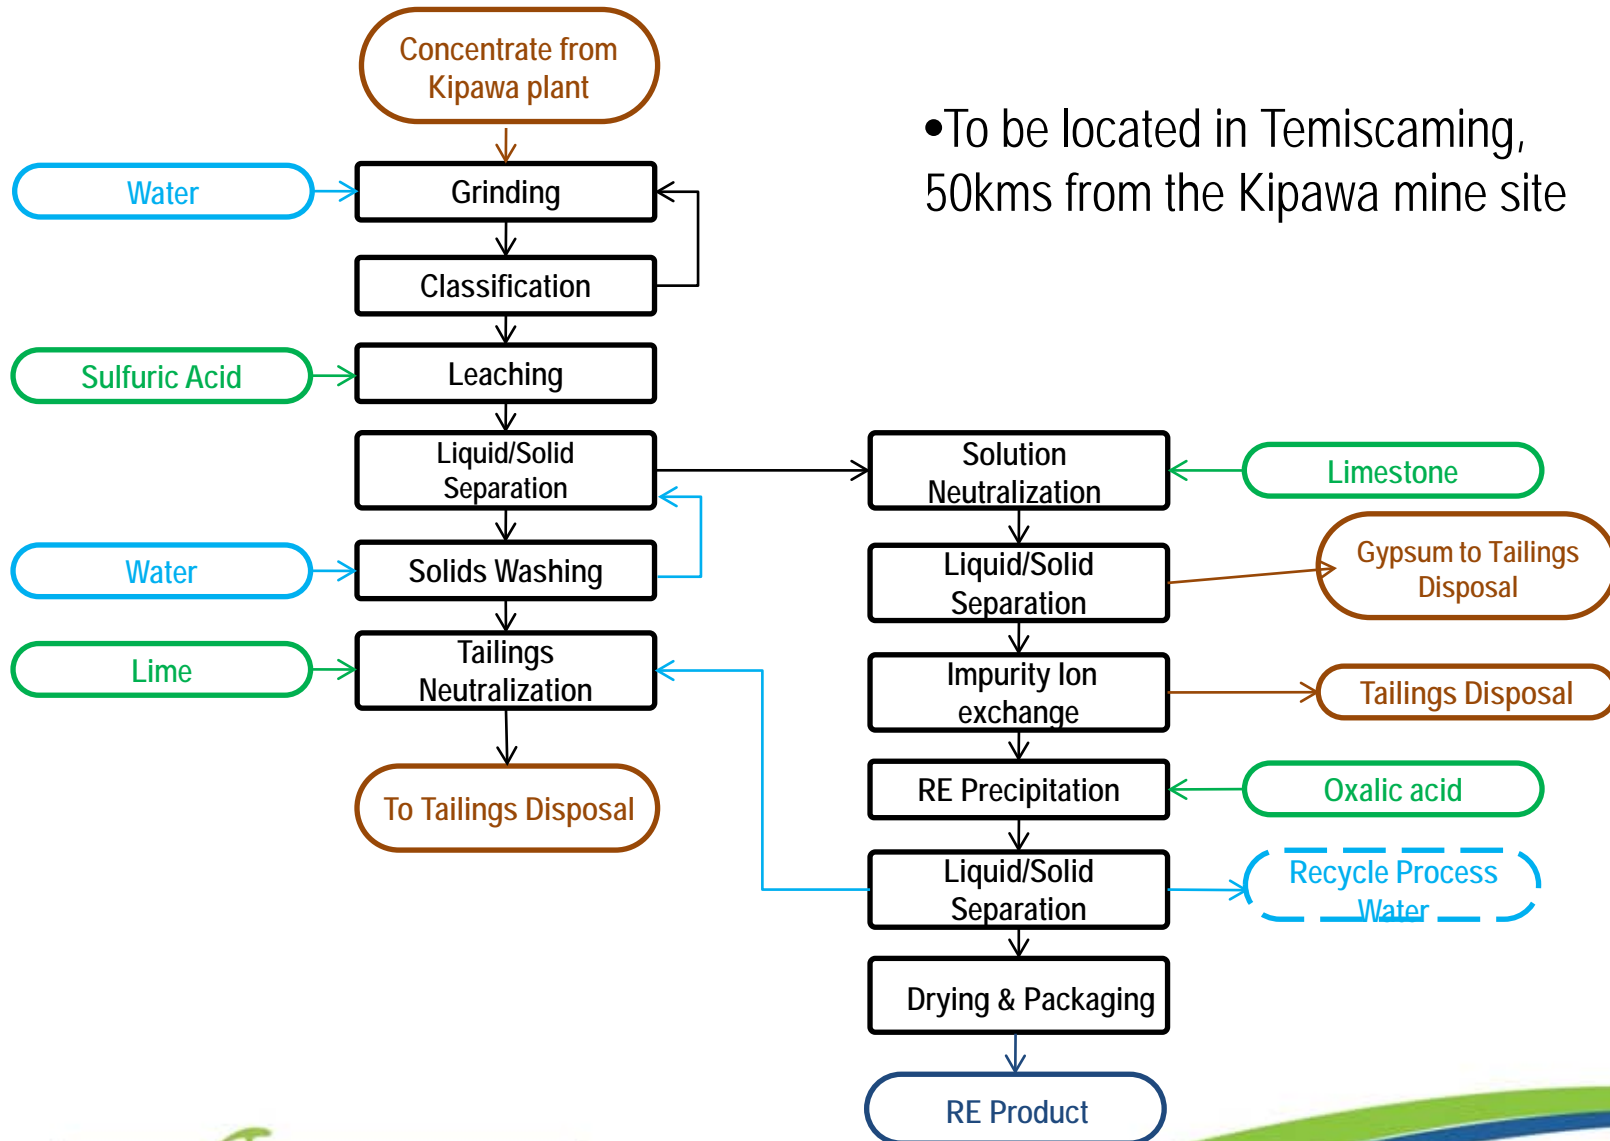 Concentrate from
Kipawa plant
•To be located in Temiscaming,
50kms from the Kipawa mine site
Water
Grinding
Classification
Sulfuric Acid
Leaching
Liquid/Solid
Separation
Solution
Neutralization
Limestone
Water
Solids Washing
Liquid/Solid
Separation
Gypsum to Tailings
Disposal
Lime
Tailings
Neutralization
Impurity Ion
exchange
Tailings Disposal
To Tailings Disposal
RE Precipitation
Oxalic acid
Liquid/Solid
Separation
Recycle Process
Water
Drying & Packaging
RE Product